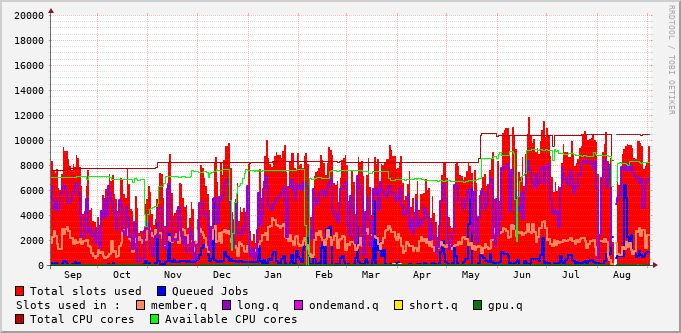 20000
18000
16000
14000
12000
10000
8000
6000
4000
2000
0
Sep Oct Nov Dec Jan Feb Mar Apr May Jun Jul Aug
RRDTOOL / TOBI OETIKER
Total slots used Queued Jobs
Slots used in : member.q long.q ondemand.q short.q gpu.q
Total CPU cores Available CPU cores